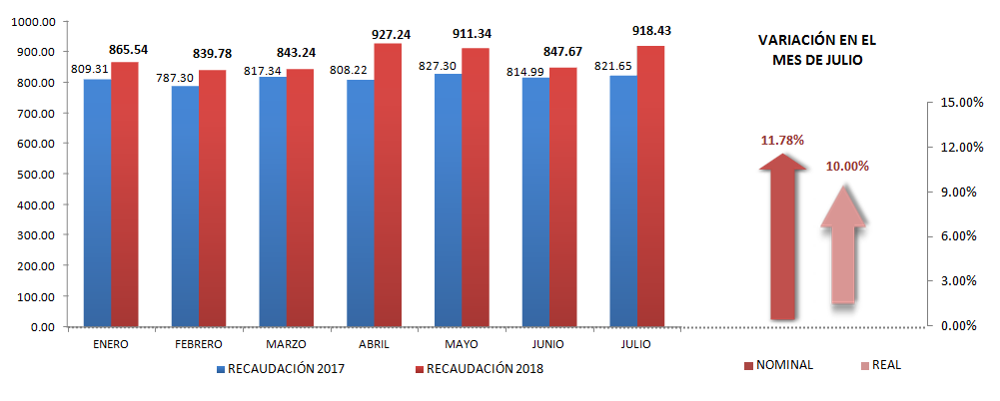 1000.00
900.00
800.00
700.00
600.00
500.00
400.00
300.00
200.00
100.00
0.00
809.31
865.54
787.30
839.78
817.34
843.24
808.22
927.24
827.30
911.34
814.99
847.67
821.65
918.43
ENERO
FEBRERO
MARZO
ABRIL
MAYO
JUNIO
JULIO
RECAUDACIÓN 2017
RECAUDACIÓN 2018
VARIACIÓN EN EL
MES DE JULIO
11.78%
10.00%
15.00%
12.00%
9.00%
6.00%
3.00%
0.00%
NOMINAL
REAL